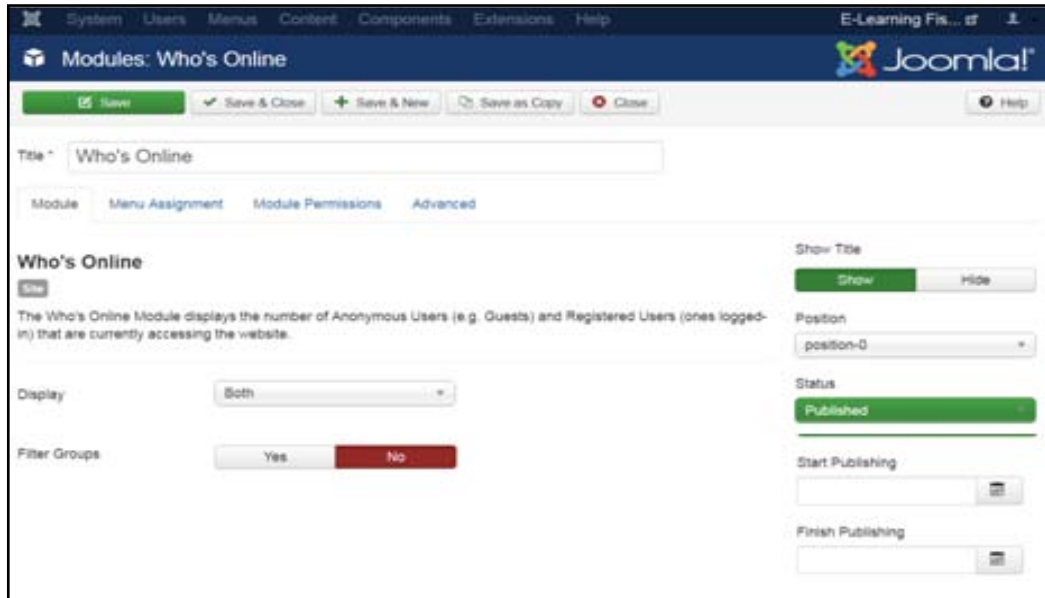 System Users Menus Content Components Extensions Help E-Learning Fis...
Modules: Who's Online Joomla!
Save Save & Close Save & New Save as Copy Close Help
Title * Who's Online
Module Menu Assignment Module Permissions Advanced
Who's Online
Site
The Who's Online Module displays the number of Anonymous Users (e.g. Guests) and Registered Users (ones logged-
in) that are currently accessing the website.
Display Both
Filter Groups Yes No
Show Title
Show Hide
Position
position-0
Status
Published
Start Publishing
Finish Publishing